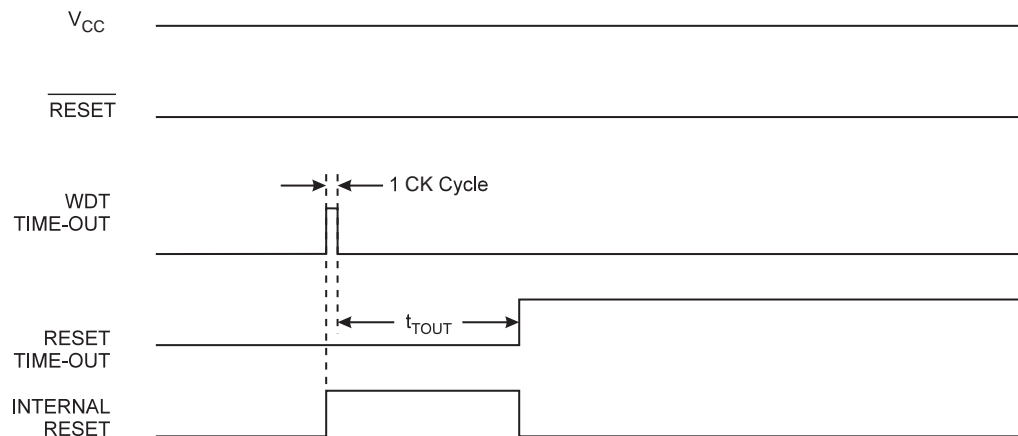 VCC
RESET
1 CK Cycle
WDT
TIME-OUT
tTOUT
RESET
TIME-OUT
INTERNAL
RESET